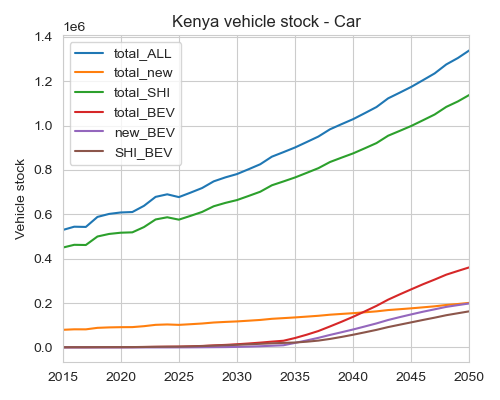 Kenya vehicle stock - Car
1e6
1.4
1.2
1.0
0.8
0.6
0.4
0.2
0.0
Vehicle stock
total_ALL
total_new
total_SHI
total_BEV
new_BEV
SHI_BEV
2015 2020 2025 2030 2035 2040 2045 2050